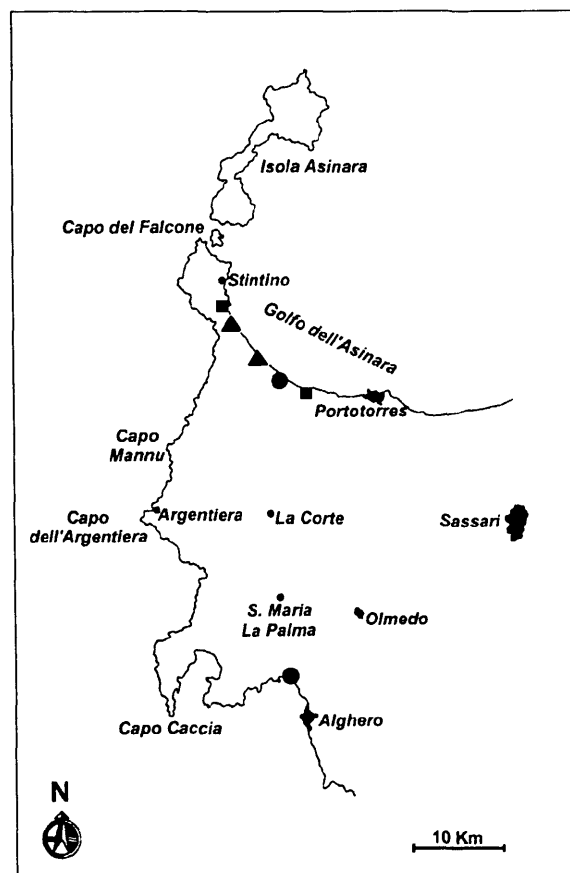 Isola Asinara
Capo del Falcone
Stintino
Golfo dell'Asinara
Portotorres
Capo
Mannu
Argentiera
Capo
dell'Argentiera
La Corte
Sassari
S. Maria
La Palma
Olmedo
Capo Caccia
Alghero
N
10 Km